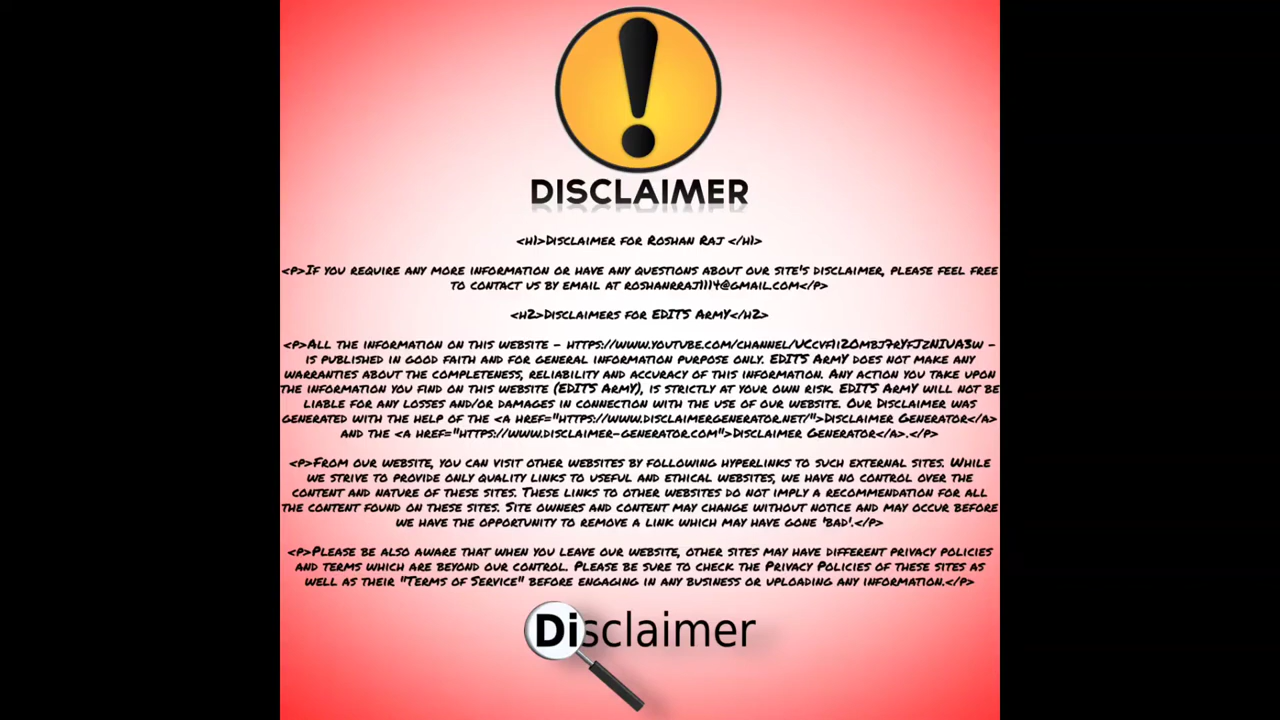 DISCLAIMER
<h1>Disclaimer for Roshan Raj </h1>
<p>If you require any more information or have any questions about our site's disclaimer, please feel free
to contact us by email at roshanrraj1114@gmail.com</p>
<h2>Disclaimers for EDITS ArmY</h2>
<p>All the information on this website -
is published in good faith and for general information purpose only. EDITS ArmY does not make any
warranties about the completeness, reliability and accuracy of this information. Any action you take upon
the information you find on this website (EDITS ArmY), is strictly at your own risk. EDITS ArmY will not be
liable for any losses and/or damages in connection with the use of our website. Our Disclaimer was
generated with the help of the <a href="https://www.disclaimergenerator.net/">Disclaimer Generator</a>
and the <a href="https://www.disclaimer-generator.com">Disclaimer Generator</a>.</p>
<p>From our website, you can visit other websites by following hyperlinks to such external sites. While
we strive to provide only quality links to useful and ethical websites, we have no control over the
content and nature of these sites. These links to other websites do not imply a recommendation for all
the content found on these sites. Site owners and content may change without notice and may occur before
we have the opportunity to remove a link which may have gone 'bad'.</p>
<p>Please be also aware that when you leave our website, other sites may have different privacy policies
and terms which are beyond our control. Please be sure to check the Privacy Policies of these sites as
well as their "Terms of Service" before engaging in any business or uploading any information.</p>
Disclaimer